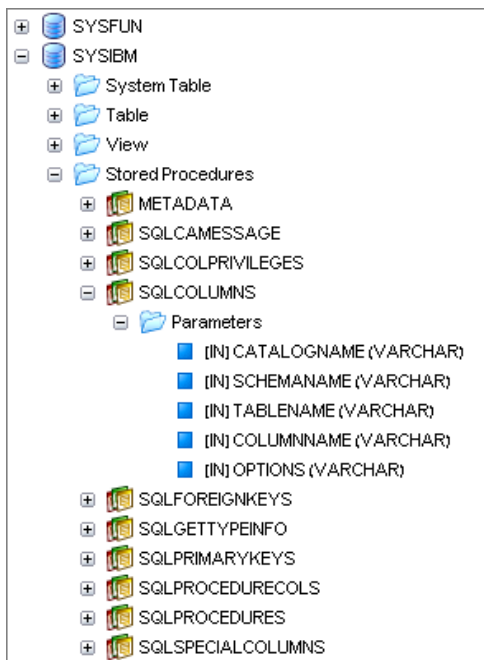 SYSFUN
SYSIBM
System Table
Table
View
Stored Procedures
METADATA
SQLCAMESSAGE
SQLCOLPRIVILEGES
SQLCOLUMNS
Parameters
[IN] CATALOGNAME (VARCHAR)
[IN] SCHEMANAME (VARCHAR)
[IN] TABLENAME (VARCHAR)
[IN] COLUMNNAME (VARCHAR)
[IN] OPTIONS (VARCHAR)
SQLFOREIGNKEYS
SQLGETTYPEINFO
SQLPRIMARYKEYS
SQLPROCEDURECOLS
SQLPROCEDURES
SQLSPECIALCOLUMNS